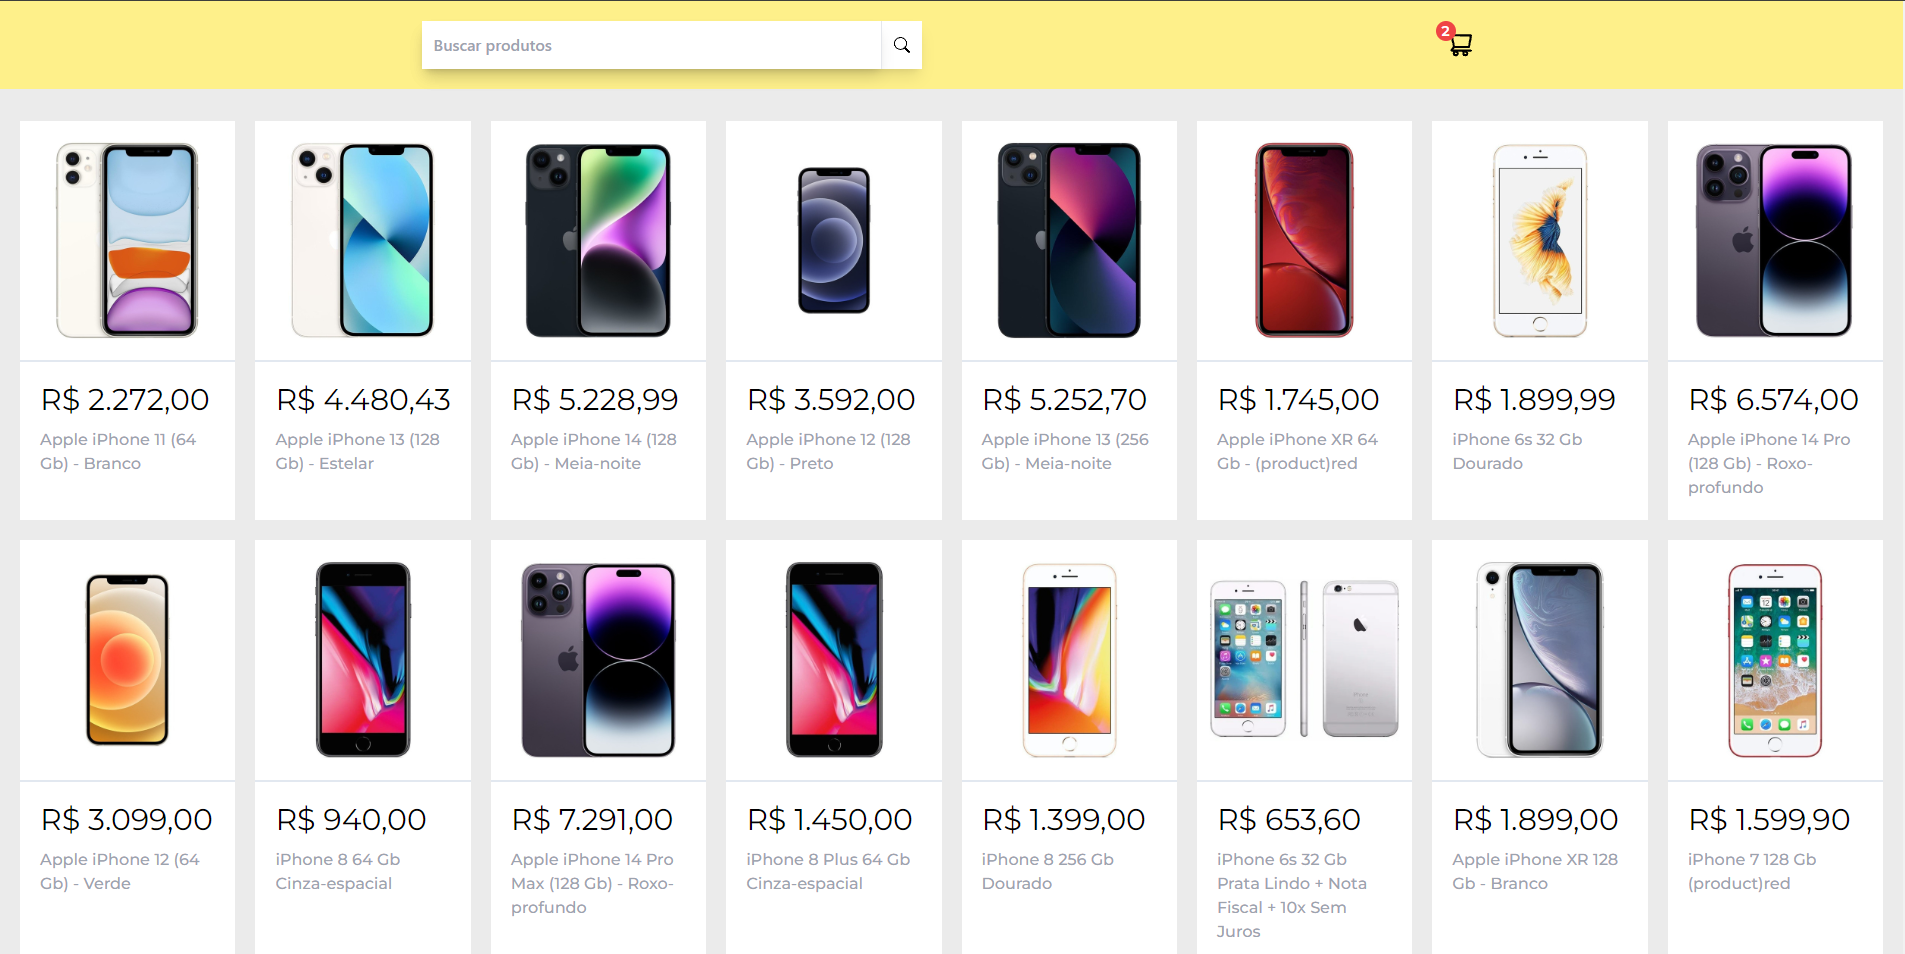 Buscar produtos
2
R$ 2.272,00
Apple iPhone 11 (64
Gb) - Branco
R$ 4.480,43
Apple iPhone 13 (128
Gb) - Estelar
R$ 5.228,99
Apple iPhone 14 (128
Gb) - Meia-noite
R$ 3.592,00
Apple iPhone 12 (128
Gb) - Preto
R$ 5.252,70
Apple iPhone 13 (256
Gb) - Meia-noite
R$ 1.745,00
Apple iPhone XR 64
Gb - (product)red
R$ 1.899,99
iPhone 6s 32 Gb
Dourado
R$ 6.574,00
Apple iPhone 14 Pro
(128 Gb) - Roxo-
profundo
R$ 3.099,00
Apple iPhone 12 (64
Gb) - Verde
R$ 940,00
iPhone 8 64 Gb
Cinza-espacial
R$ 7.291,00
Apple iPhone 14 Pro
Max (128 Gb) - Roxo-
profundo
R$ 1.450,00
iPhone 8 Plus 64 Gb
Cinza-espacial
R$ 1.399,00
iPhone 8 256 Gb
Dourado
R$ 653,60
iPhone 6s 32 Gb
Prata Lindo + Nota
Fiscal + 10x Sem
Juros
R$ 1.899,00
Apple iPhone XR 128
Gb - Branco
R$ 1.599,90
iPhone 7 128 Gb
(product)red